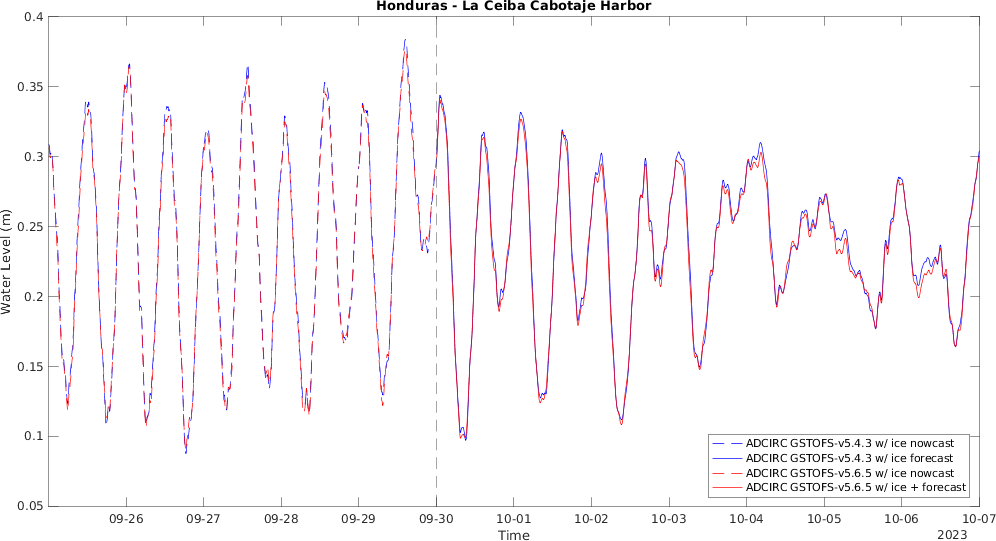 Honduras - La Ceiba Cabotaje Harbor
0.4
0.35
0.3
0.25
0.2
0.15
0.1
0.05
Water Level (m)
09-26 09-27 09-28 09-29 09-30 10-01 10-02 10-03 10-04 10-05 10-06 10-07
Time
2023
ADCIRC GSTOFS-v5.4.3 w/ ice nowcast
ADCIRC GSTOFS-v5.4.3 w/ ice forecast
ADCIRC GSTOFS-v5.6.5 w/ ice nowcast
ADCIRC GSTOFS-v5.6.5 w/ ice + forecast